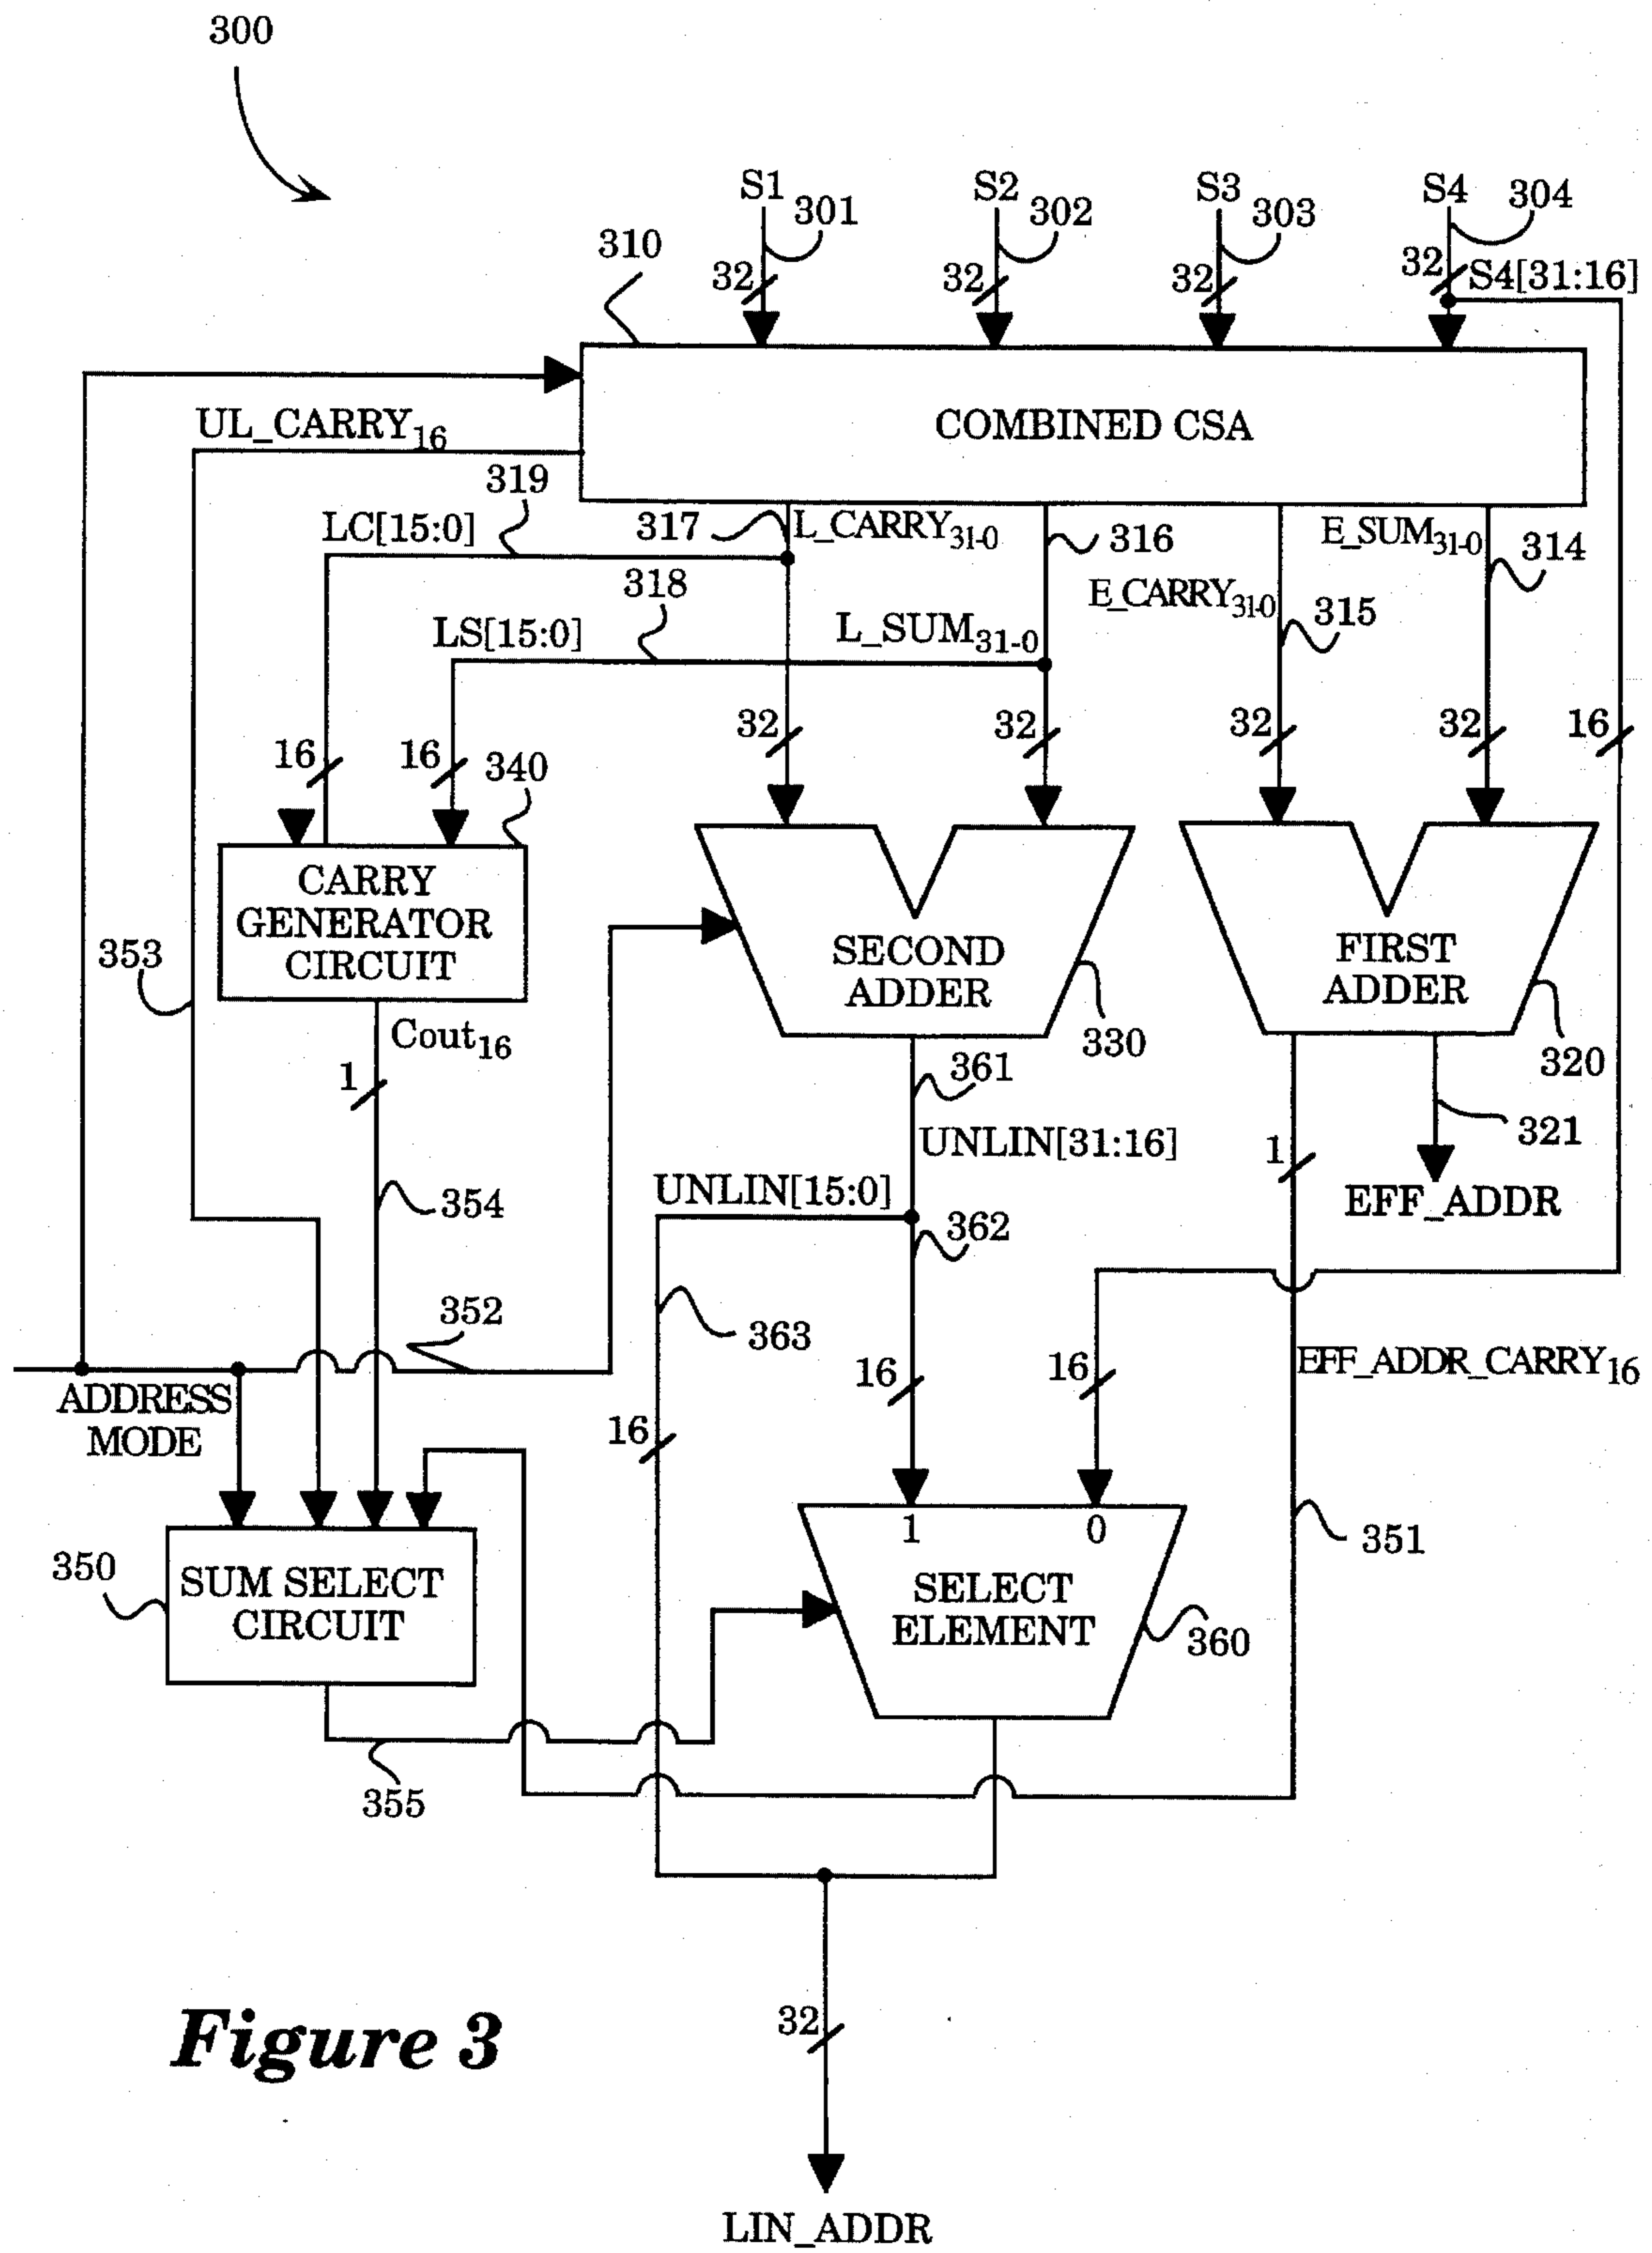 300
S1
S2
S3
S4
301
302
303
304
310
32
32
32
32
S4[31:16]
COMBINED CSA
UL_CARRY16
319
LC[15:0]
317
L_CARRY31-0
316
E_SUM31-0
314
318
E_CARRY31-0
315
LS[15:0]
L_SUM31-0
32
32
32
32
16
16
16
340
CARRY
GENERATOR
CIRCUIT
SECOND
ADDER
FIRST
ADDER
353
Cout16
330
320
1
361
321
UNLIN[31:16]
1
UNLIN[15:0]
354
EFF_ADDR
362
352
363
EFF_ADDR_CARRY16
16
16
ADDRESS
MODE
16
1
0
351
350
SUM SELECT
CIRCUIT
SELECT
ELEMENT
360
355
32
Figure 3
LIN_ADDR